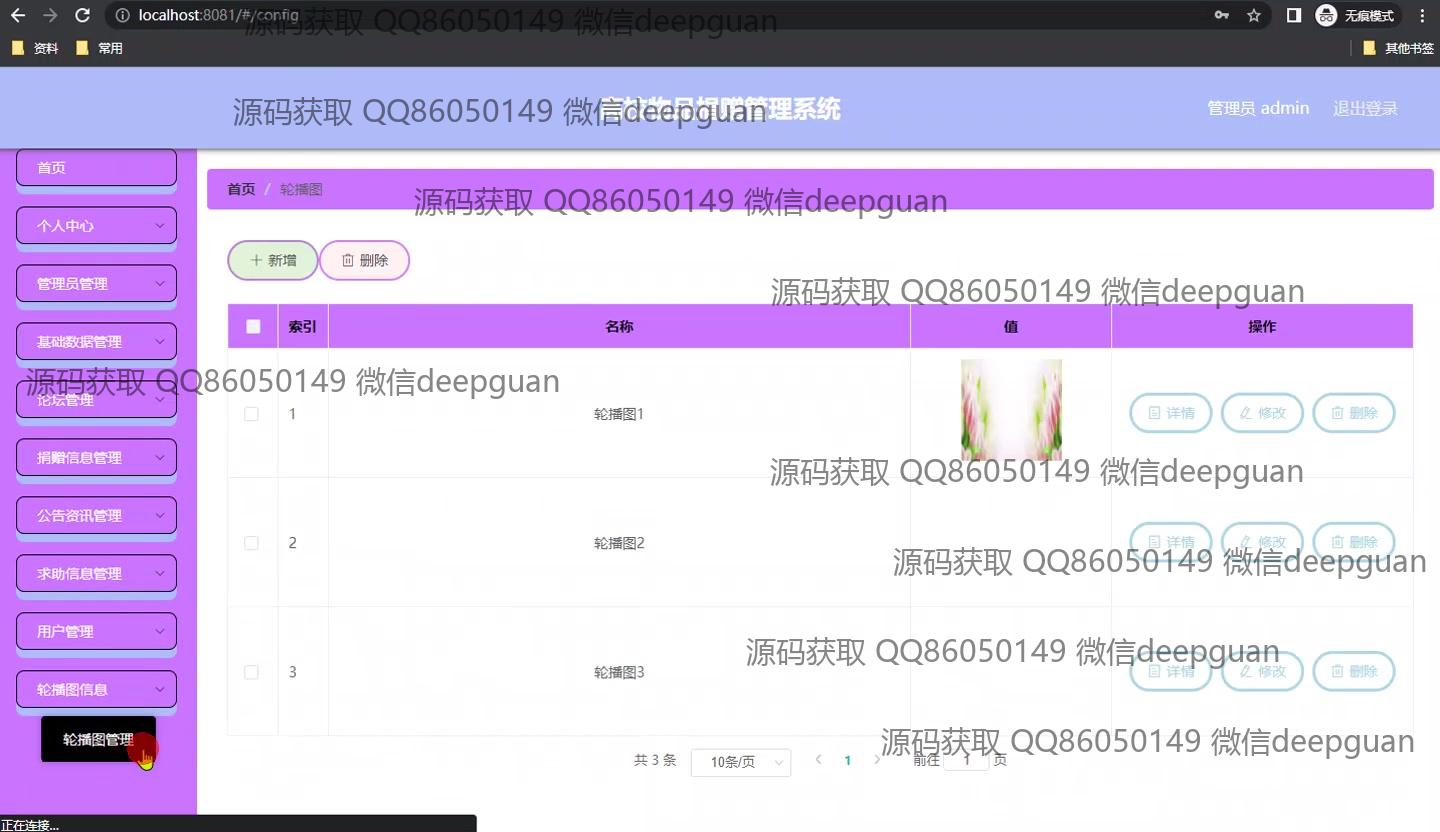 localhost:8081/#/config
无痕模式
资料
常用
其他书签
源码获取 QQ86050149 微信deepguan
源码获取 QQ86050149 微信deepguan
物品捐赠管理系统
管理员 admin
退出登录
首页
首页 / 轮播图
源码获取 QQ86050149 微信deepguan
个人中心
新增
删除
管理员管理
源码获取 QQ86050149 微信deepguan
索引
名称
值
操作
基础数据管理
源码获取 QQ86050149 微信deepguan
论坛管理
1
轮播图1
详情
修改
删除
捐赠信息管理
源码获取 QQ86050149 微信deepguan
公告资讯管理
2
轮播图2
详情
修改
删除
源码获取 QQ86050149 微信deepguan
求助信息管理
用户管理
源码获取 QQ86050149 微信deepguan
3
轮播图3
详情
修改
删除
轮播图信息
轮播图管理
源码获取 QQ86050149 微信deepguan
共 3 条
10条/页
1
前往 1 页
正在连接...